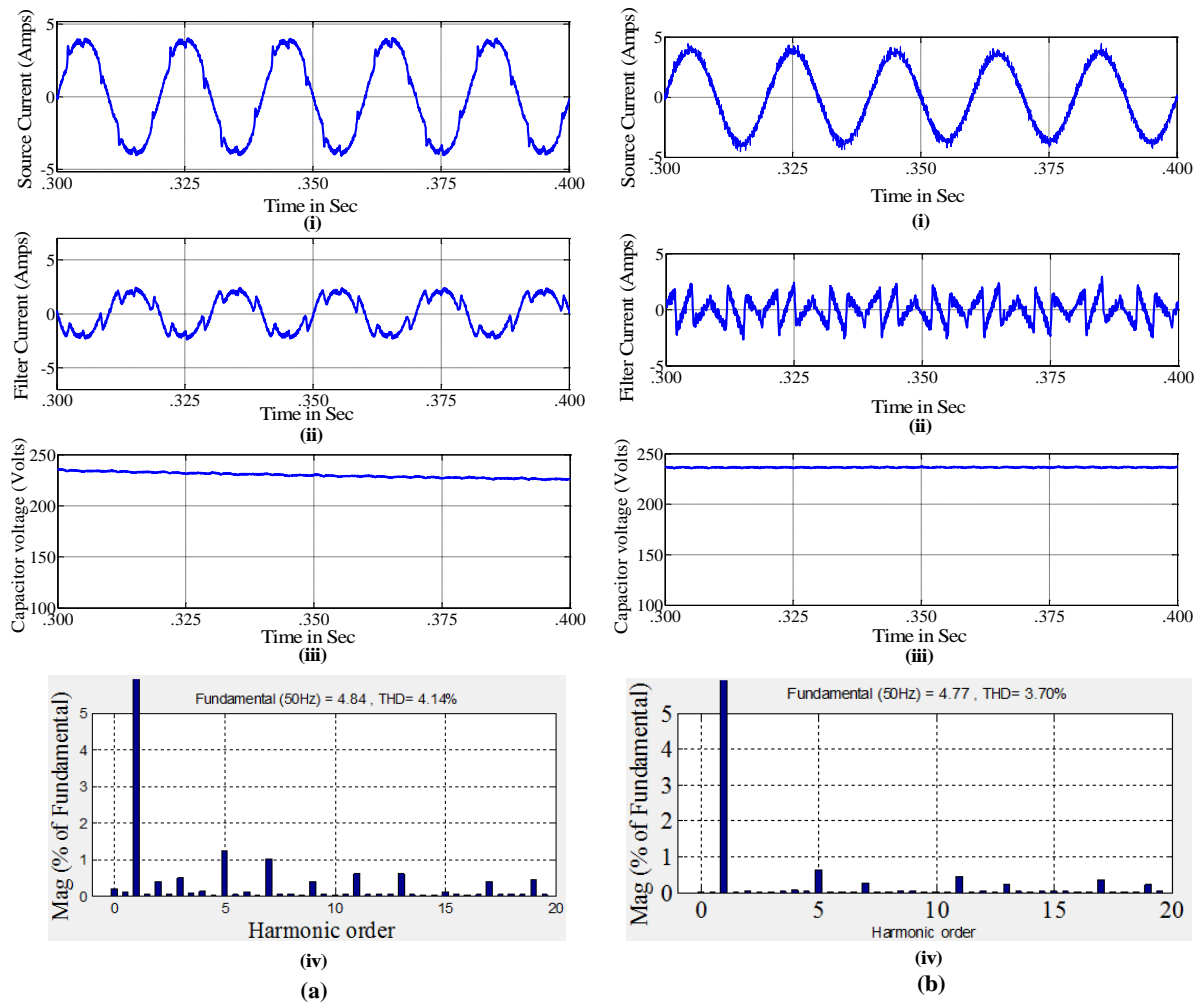 Source Current (Amps)
5
0
-5
.300
.325
.350
.375
.400
Time in Sec
(i)
Filter Current (Amps)
5
0
-5
.300
.325
.350
.375
.400
Time in Sec
(ii)
Capacitor voltage (Volts)
250
200
150
100
.300
.325
.350
.375
.400
Time in Sec
(iii)
Mag (% of Fundamental)
Fundamental (50Hz) = 4.84 , THD= 4.14%
5
4
3
2
1
0
0
5
10
15
20
Harmonic order
(iv)
(a)
Source Current (Amps)
5
0
-5
.300
.325
.350
.375
.400
Time in Sec
(i)
Filter Current (Amps)
5
0
-5
.300
.325
.350
.375
.400
Time in Sec
(ii)
Capacitor voltage (Volts)
250
200
150
100
.300
.325
.350
.375
.400
Time in Sec
(iii)
Mag (% of Fundamental)
Fundamental (50Hz) = 4.77 , THD= 3.70%
5
4
3
2
1
0
0
5
10
15
20
Harmonic order
(iv)
(b)